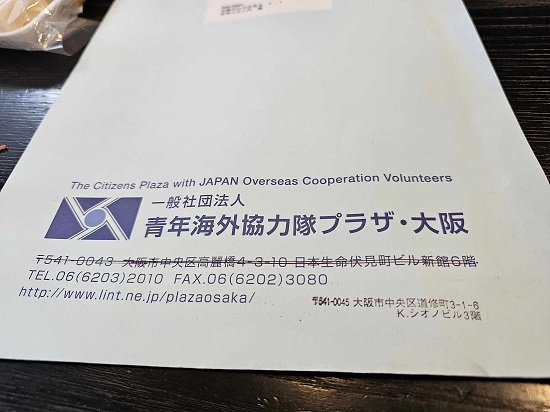 The Citizens Plaza with JAPAN Overseas Cooperation Volunteers
一般社団法人
青年海外協力隊プラザ・大阪
〒541-0043 大阪市中央区高麗橋4-3-10 日本生命伏見町ビル新館6階
TEL.06(6203)2010 FAX.06(6202)3080
http://www.lint.ne.jp/plazaosaka/
〒541-0045 大阪市中央区道修町3-1-6
K.シオノビル3階